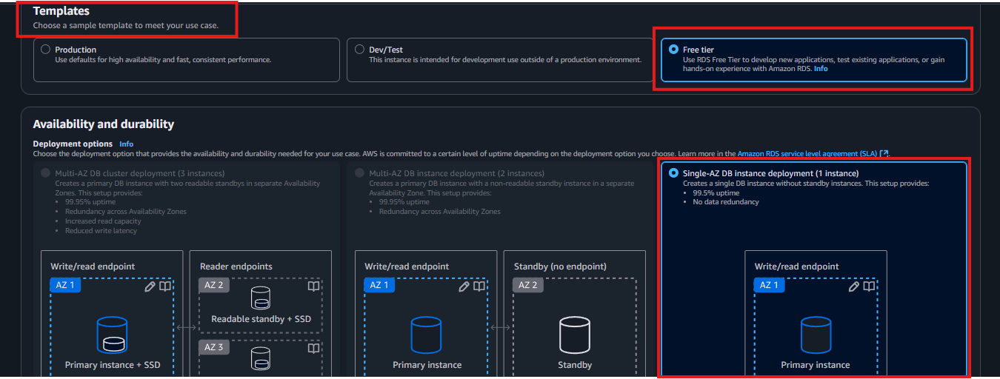 Templates
Choose a sample template to meet your use case.
Production
Use defaults for high availability and fast, consistent performance.
Dev/Test
This instance is intended for development use outside of a production environment.
Free tier
Use RDS Free Tier to develop new applications, test existing applications, or gain
hands-on experience with Amazon RDS. Info
Availability and durability
Deployment options Info
Choose the deployment option that provides the availability and durability needed for your use case. AWS is committed to a certain level of uptime depending on the deployment option you choose. Learn more in the Amazon RDS service level agreement (SLA).
Multi-AZ DB cluster deployment (3 instances)
Creates a primary DB instance with two readable standbys in separate Availability
Zones. This setup provides:
• 99.95% uptime
• Redundancy across Availability Zones
• Increased read capacity
• Reduced write latency
Write/read endpoint
AZ 1
Primary instance + SSD
Reader endpoints
AZ 2
Readable standby + SSD
AZ 3
Multi-AZ DB instance deployment (2 instances)
Creates a primary DB instance with a non-readable standby instance in a separate
Availability Zone. This setup provides:
• 99.95% uptime
• Redundancy across Availability Zones
Write/read endpoint
AZ 1
Primary instance
Standby (no endpoint)
AZ 2
Standby
Single-AZ DB instance deployment (1 instance)
Creates a single DB instance without standby instances. This setup provides:
• 99.5% uptime
• No data redundancy
Write/read endpoint
AZ 1
Primary instance